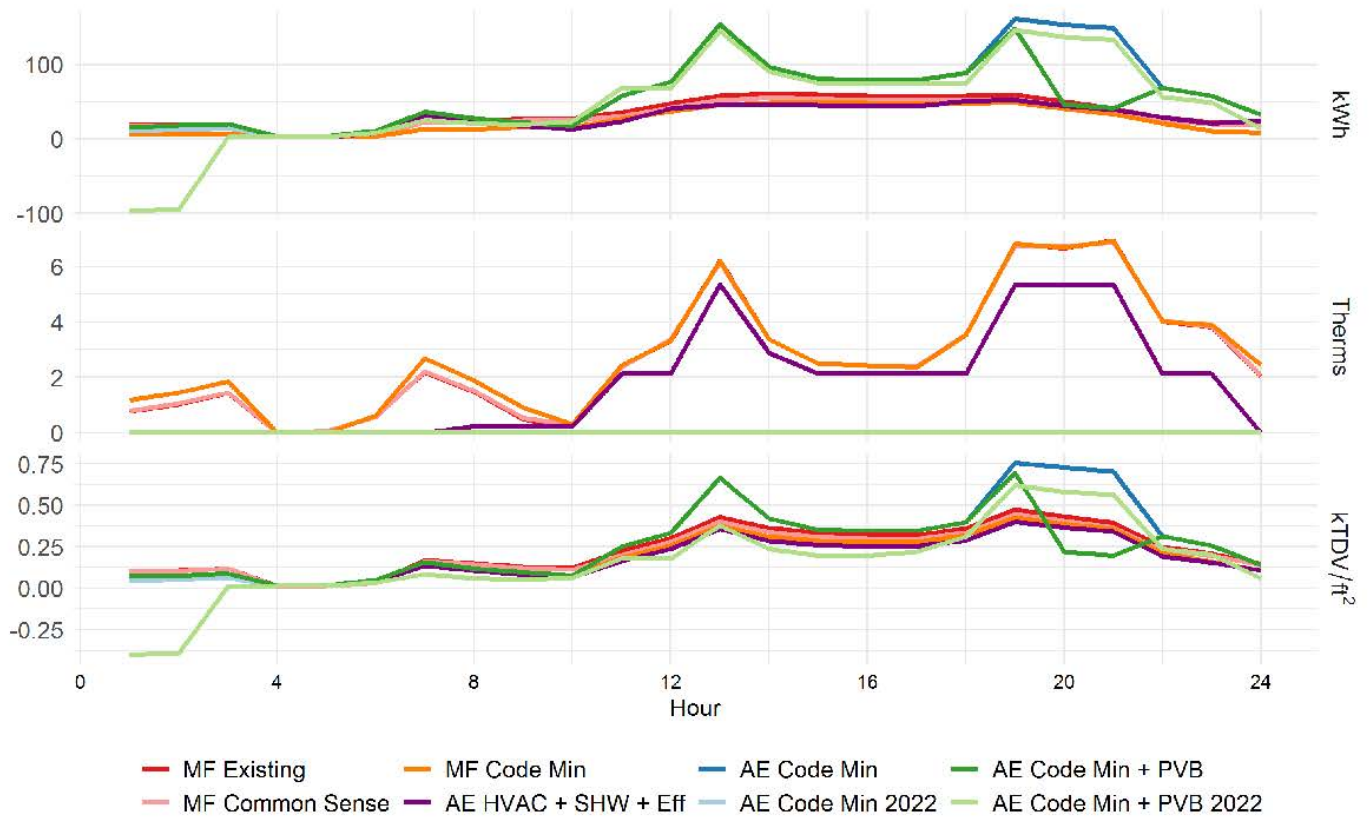 100
0
-100
kWh
6
4
2
0
Therms
0.75
0.50
0.25
0.00
-0.25
kTDV/ft²
0 4 8 12 16 20 24
Hour
MF Existing MF Code Min AE Code Min AE Code Min + PVB
MF Common Sense AE HVAC + SHW + Eff AE Code Min 2022 AE Code Min + PVB 2022